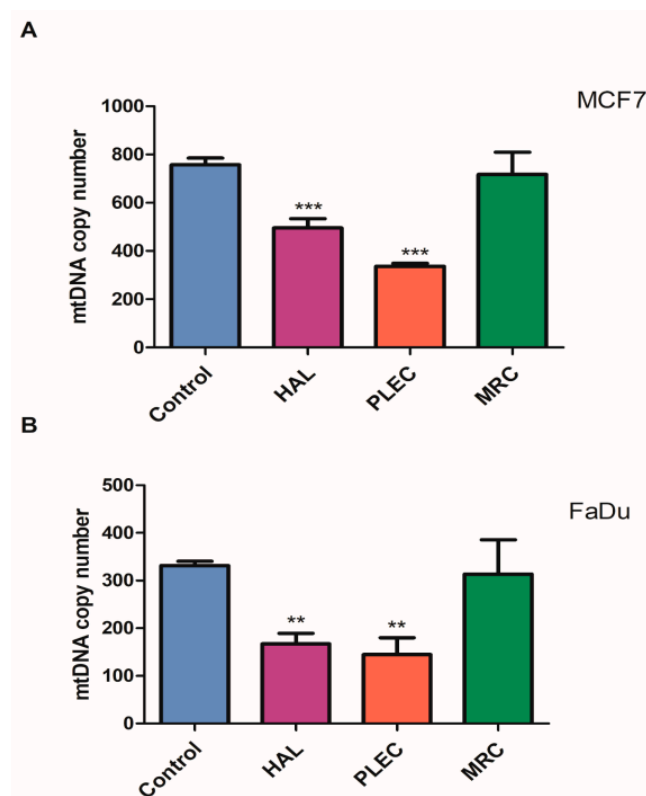 A
MCF7
mtDNA copy number
1000
800
600
400
200
0
***
***
Control
HAL
PLEC
MRC
B
FaDu
mtDNA copy number
500
400
300
200
100
0
**
**
Control
HAL
PLEC
MRC